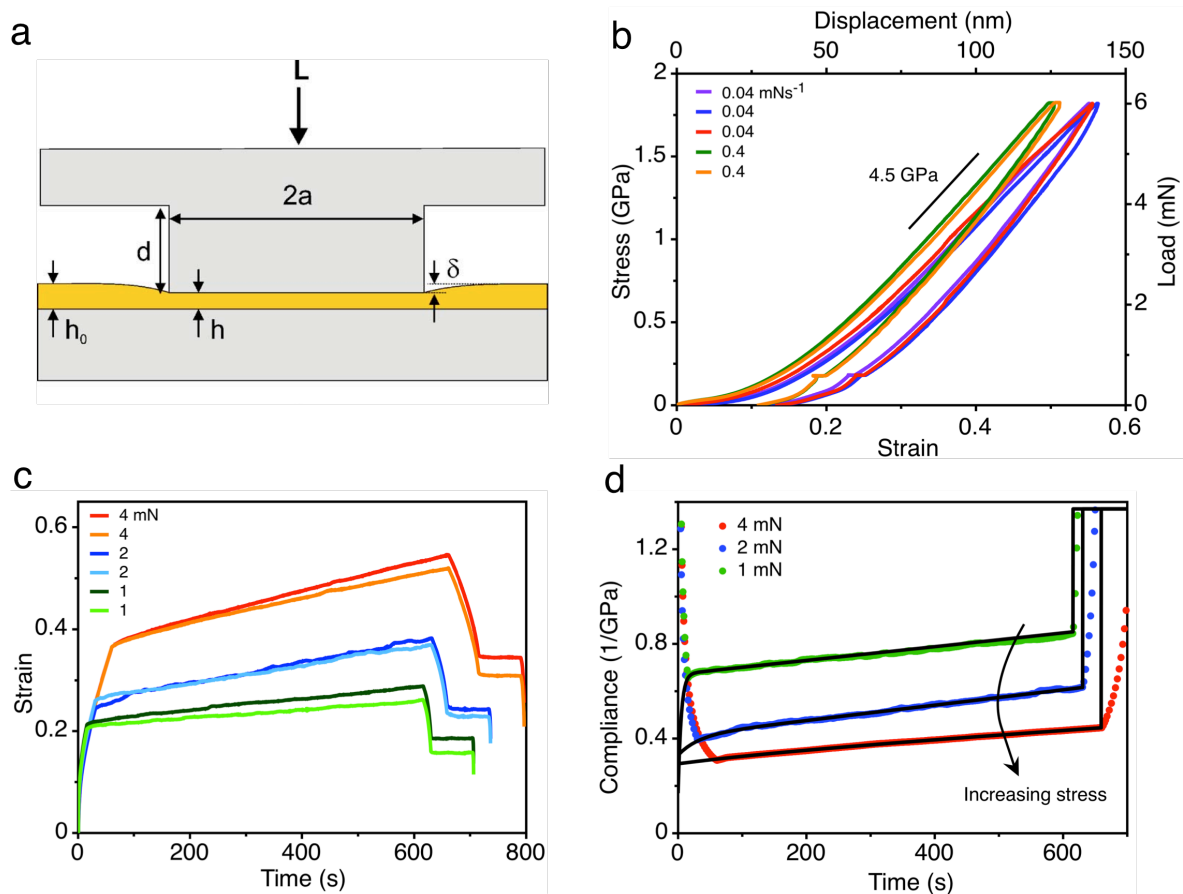 a
L
2a
d
δ
h₀
h
b
Displacement (nm)
0 50 100 150
2
1.5
1
0.5
0
Stress (GPa)
0.04 mNs⁻¹
0.04
0.04
0.4
0.4
4.5 GPa
6
4
2
0
Load (mN)
0 0.2 0.4 0.6
Strain
c
0.6
0.4
0.2
0
Strain
4 mN
4
2
2
1
1
0 200 400 600 800
Time (s)
d
1.2
0.8
0.4
0
Compliance (1/GPa)
4 mN
2 mN
1 mN
Increasing stress
0 200 400 600
Time (s)